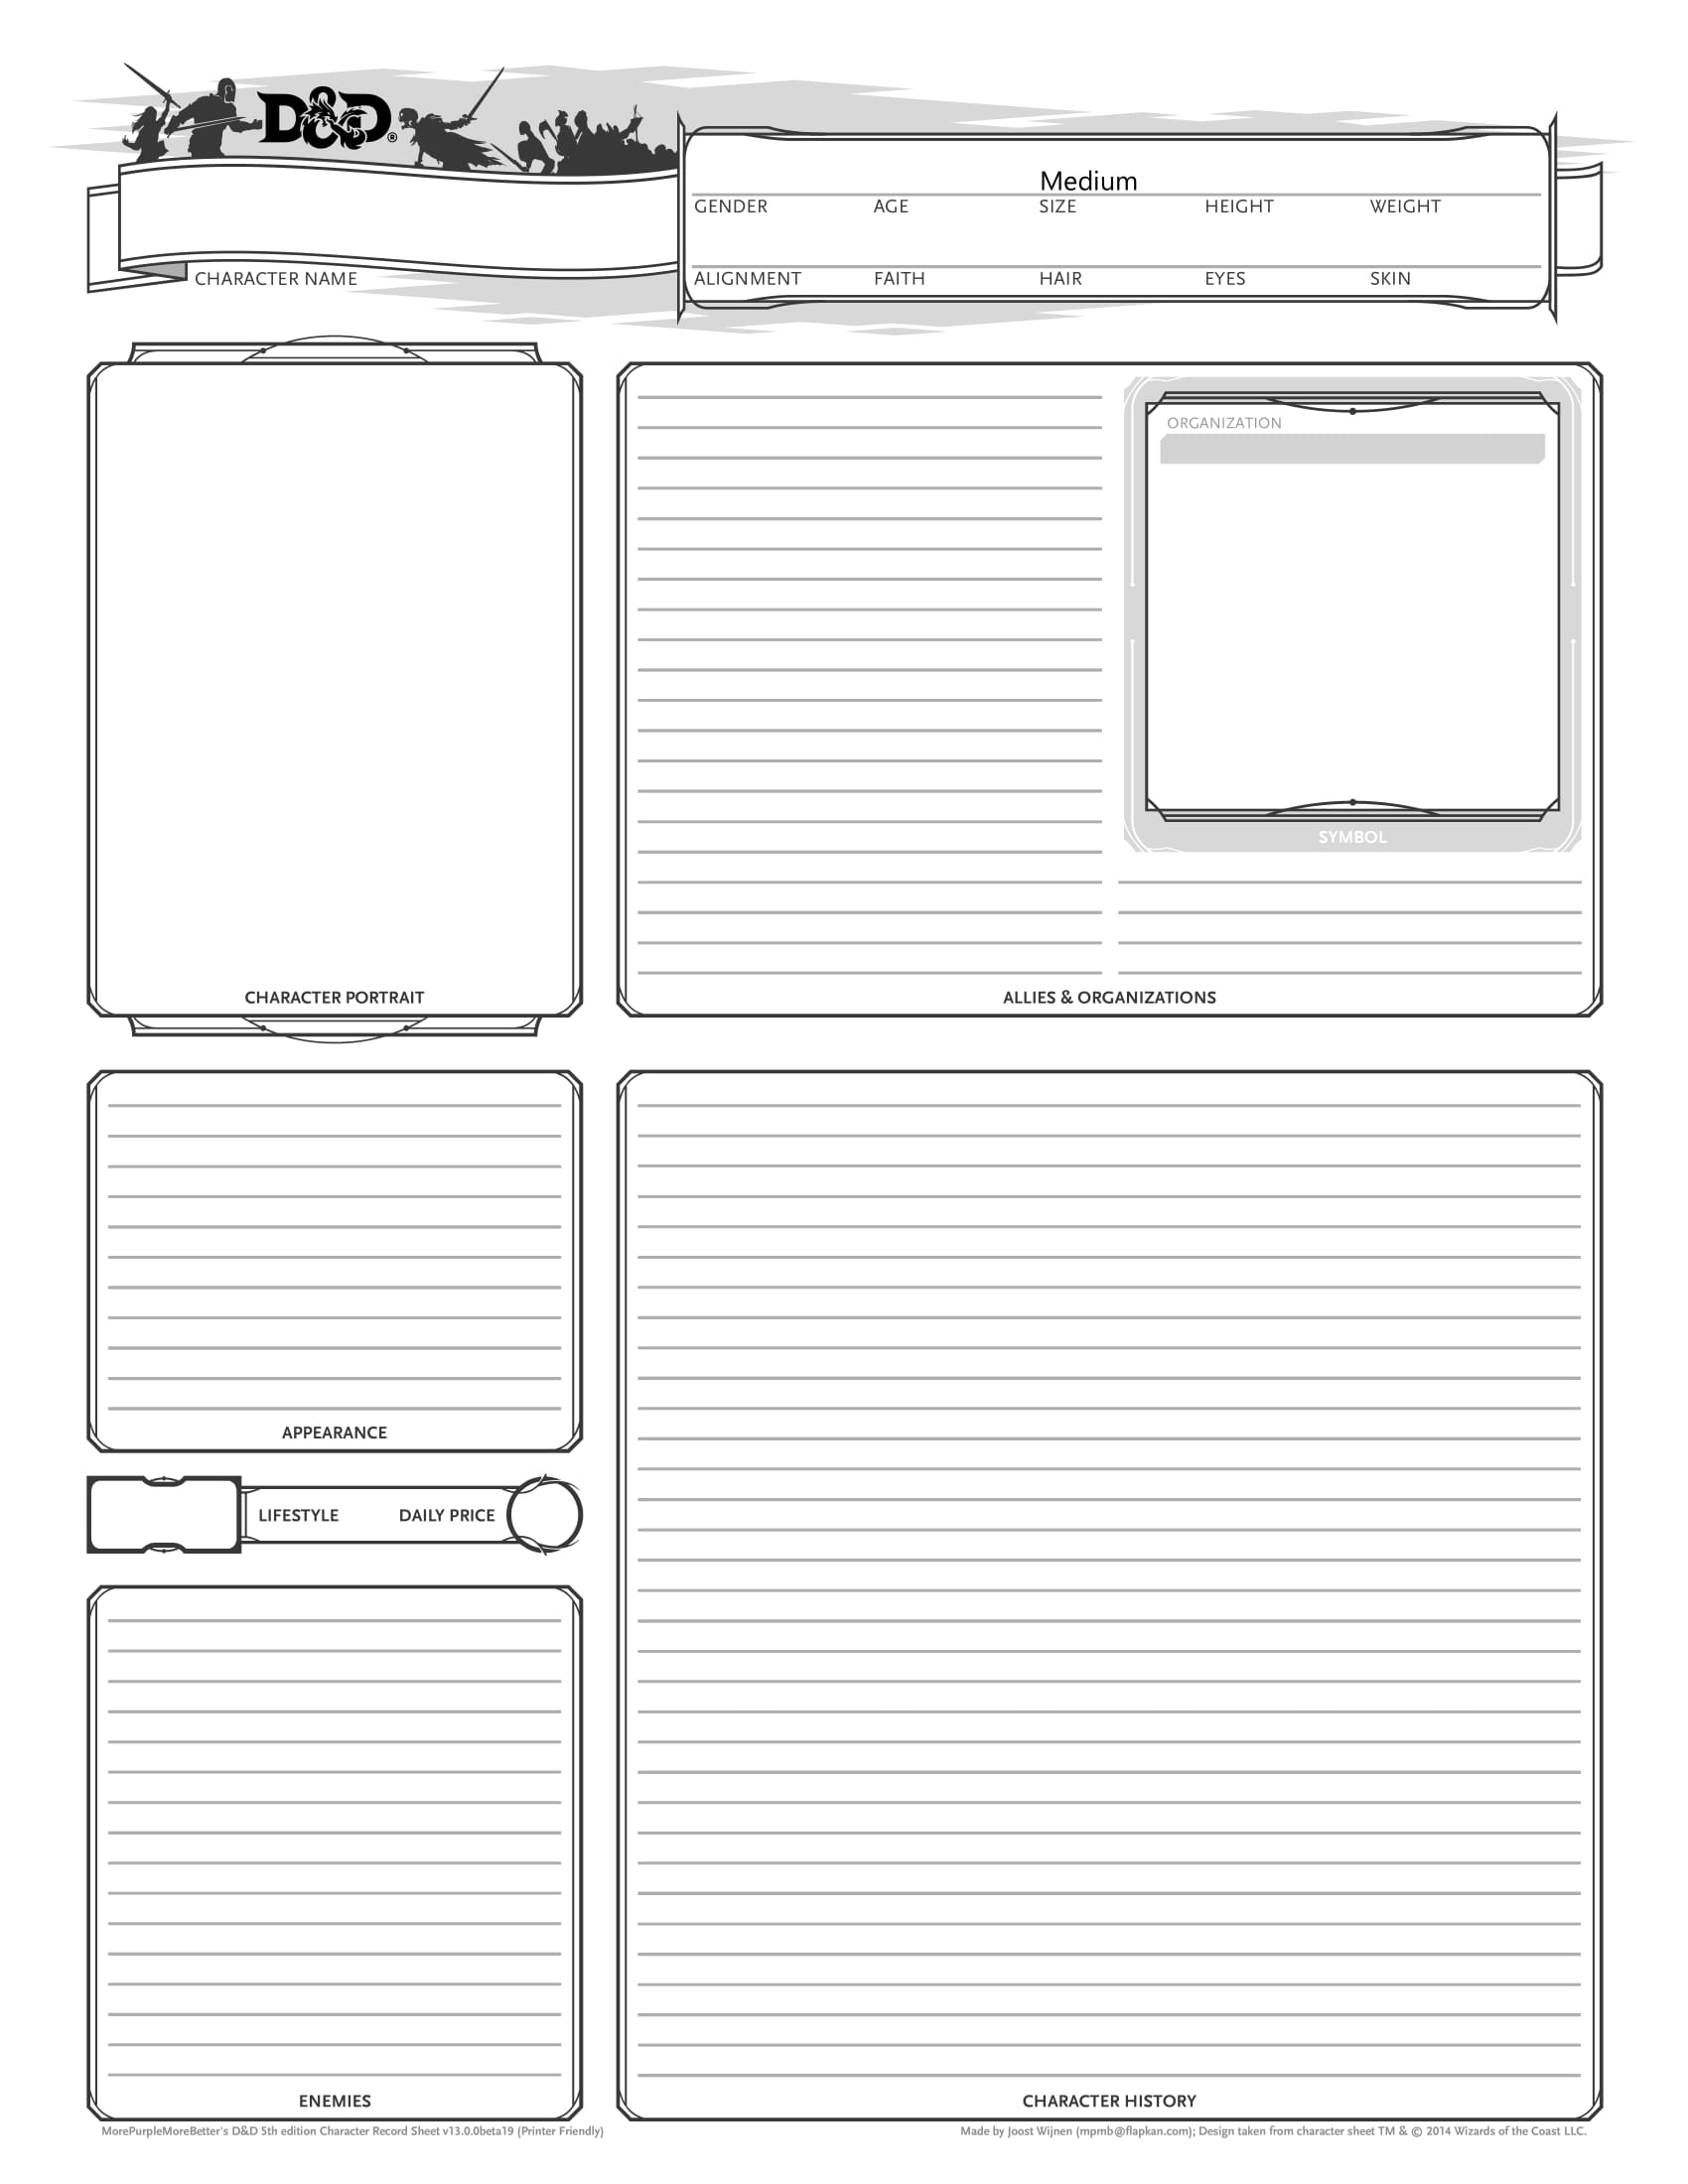 D&D®
Medium
GENDER AGE SIZE HEIGHT WEIGHT
CHARACTER NAME
ALIGNMENT FAITH HAIR EYES SKIN
ORGANIZATION
SYMBOL
CHARACTER PORTRAIT
ALLIES & ORGANIZATIONS
APPEARANCE
LIFESTYLE DAILY PRICE
ENEMIES
CHARACTER HISTORY
MorePurpleMoreBetter's D&D 5th edition Character Record Sheet v13.0.0beta19 (Printer Friendly)
Made by Joost Wijnen (mpmb@flapkan.com); Design taken from character sheet TM & © 2014 Wizards of the Coast LLC.